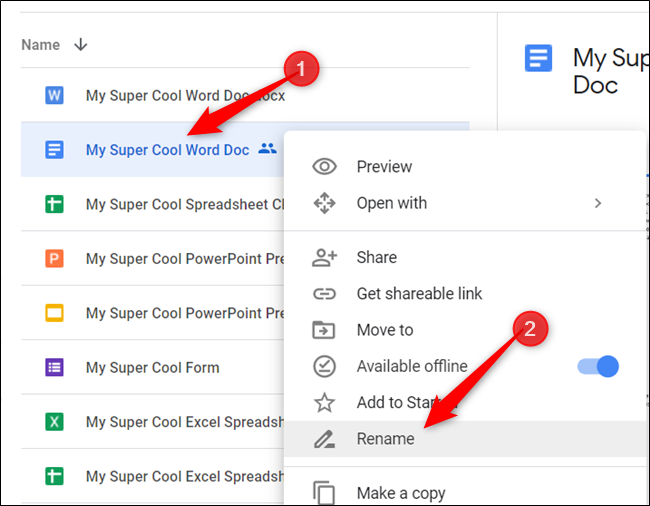 Name
My Sup
Doc
1
W My Super Cool Word Doc.docx
My Super Cool Word Doc
My Super Cool Spreadsheet Cl
P My Super Cool PowerPoint Pre
My Super Cool PowerPoint Pre
My Super Cool Form
X My Super Cool Excel Spreadsh
My Super Cool Excel Spreadsh
Preview
Open with
Share
Get shareable link
Move to
2
Available offline
Add to Starred
Rename
Make a copy